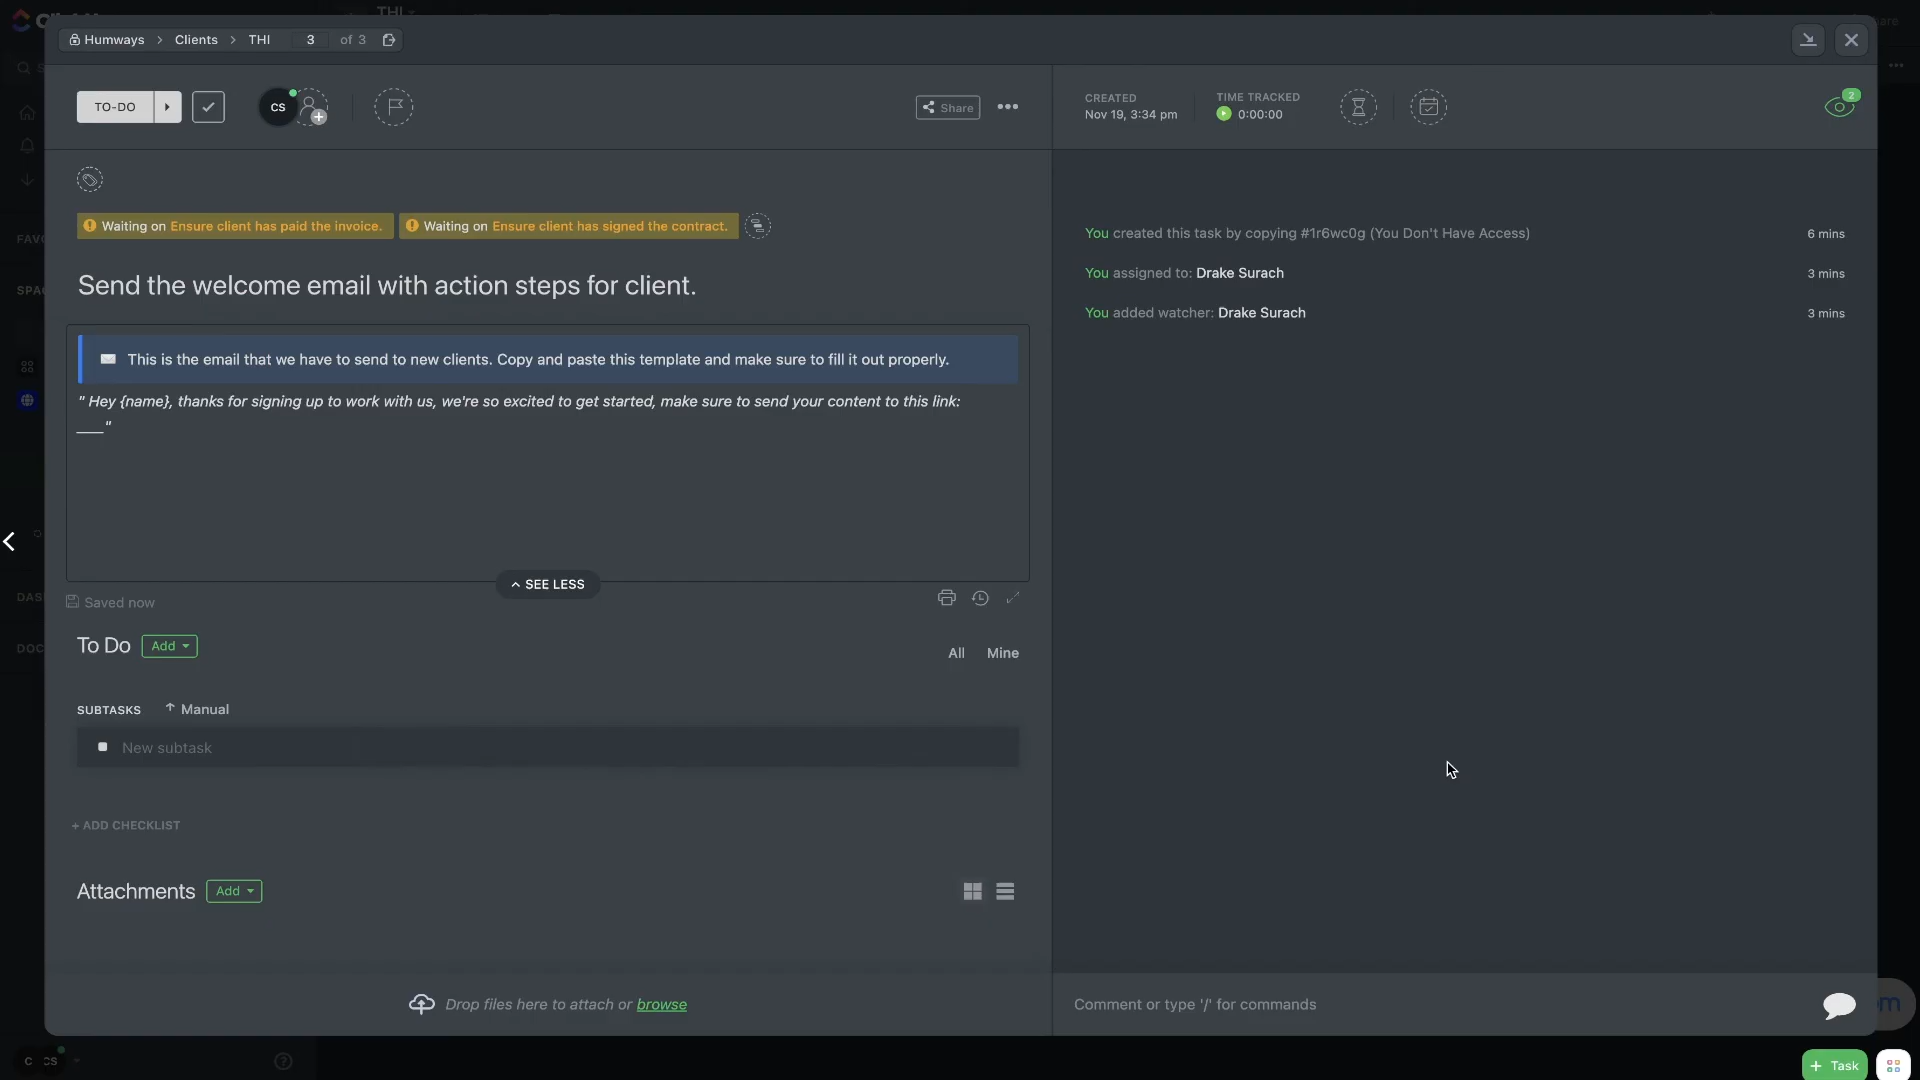 THI
Humways > Clients > THI 3 of 3
TO-DO
CS
Share
CREATED
Nov 19, 3:34 pm
TIME TRACKED
0:00:00
2
Waiting on Ensure client has paid the invoice.
Waiting on Ensure client has signed the contract.
You created this task by copying #1r6wc0g (You Don't Have Access) 6 mins
You assigned to: Drake Surach 3 mins
You added watcher: Drake Surach 3 mins
Send the welcome email with action steps for client.
This is the email that we have to send to new clients. Copy and paste this template and make sure to fill it out properly.
" Hey {name}, thanks for signing up to work with us, we're so excited to get started, make sure to send your content to this link:
____"
SEE LESS
Saved now
To Do Add
All Mine
SUBTASKS Manual
New subtask
+ ADD CHECKLIST
Attachments Add
Drop files here to attach or browse
Comment or type '/' for commands
C CS
+ Task